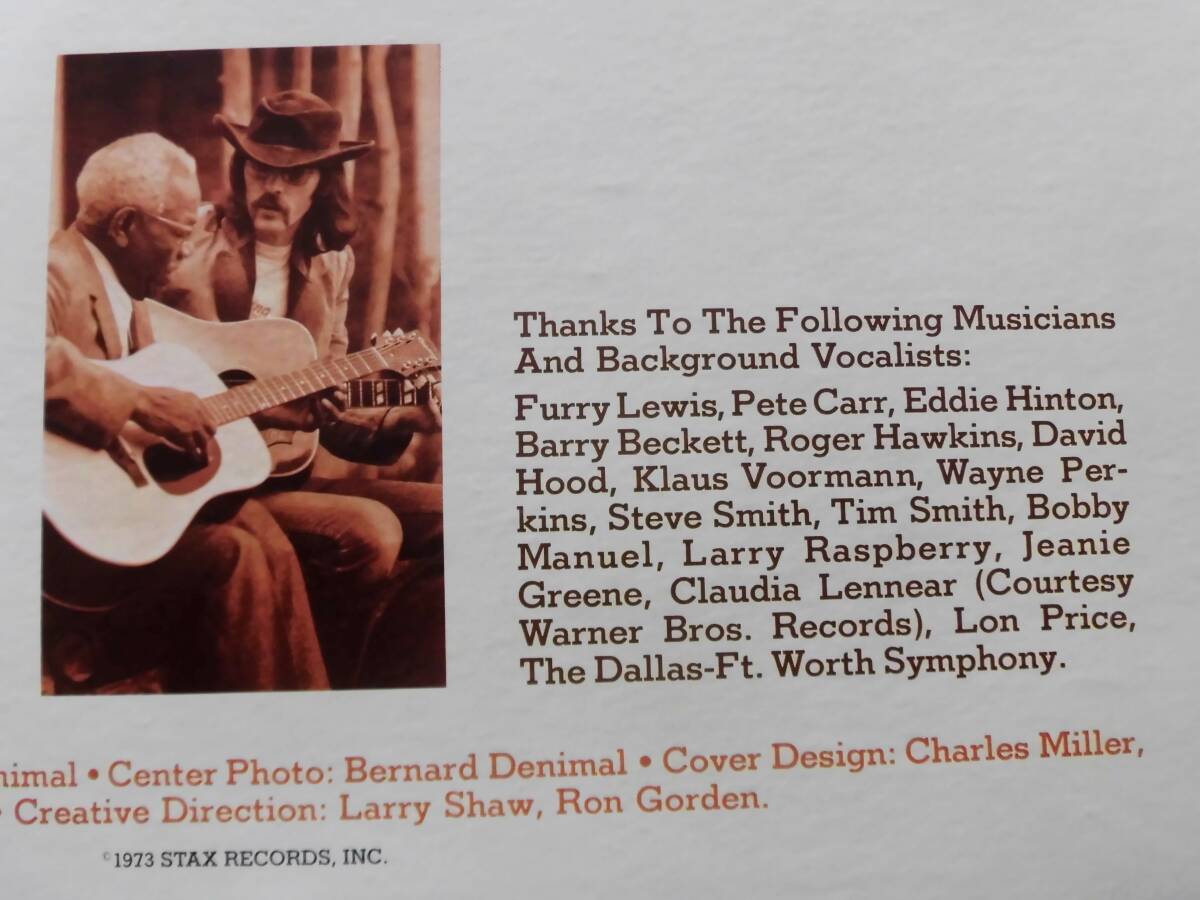 Thanks To The Following Musicians
And Background Vocalists:
Furry Lewis, Pete Carr, Eddie Hinton,
Barry Beckett, Roger Hawkins, David
Hood, Klaus Voormann, Wayne Per-
kins, Steve Smith, Tim Smith, Bobby
Manuel, Larry Raspberry, Jeanie
Greene, Claudia Lennear (Courtesy
Warner Bros. Records), Lon Price,
The Dallas-Ft. Worth Symphony.
nimal • Center Photo: Bernard Denimal • Cover Design: Charles Miller,
• Creative Direction: Larry Shaw, Ron Gorden.
©1973 STAX RECORDS, INC.